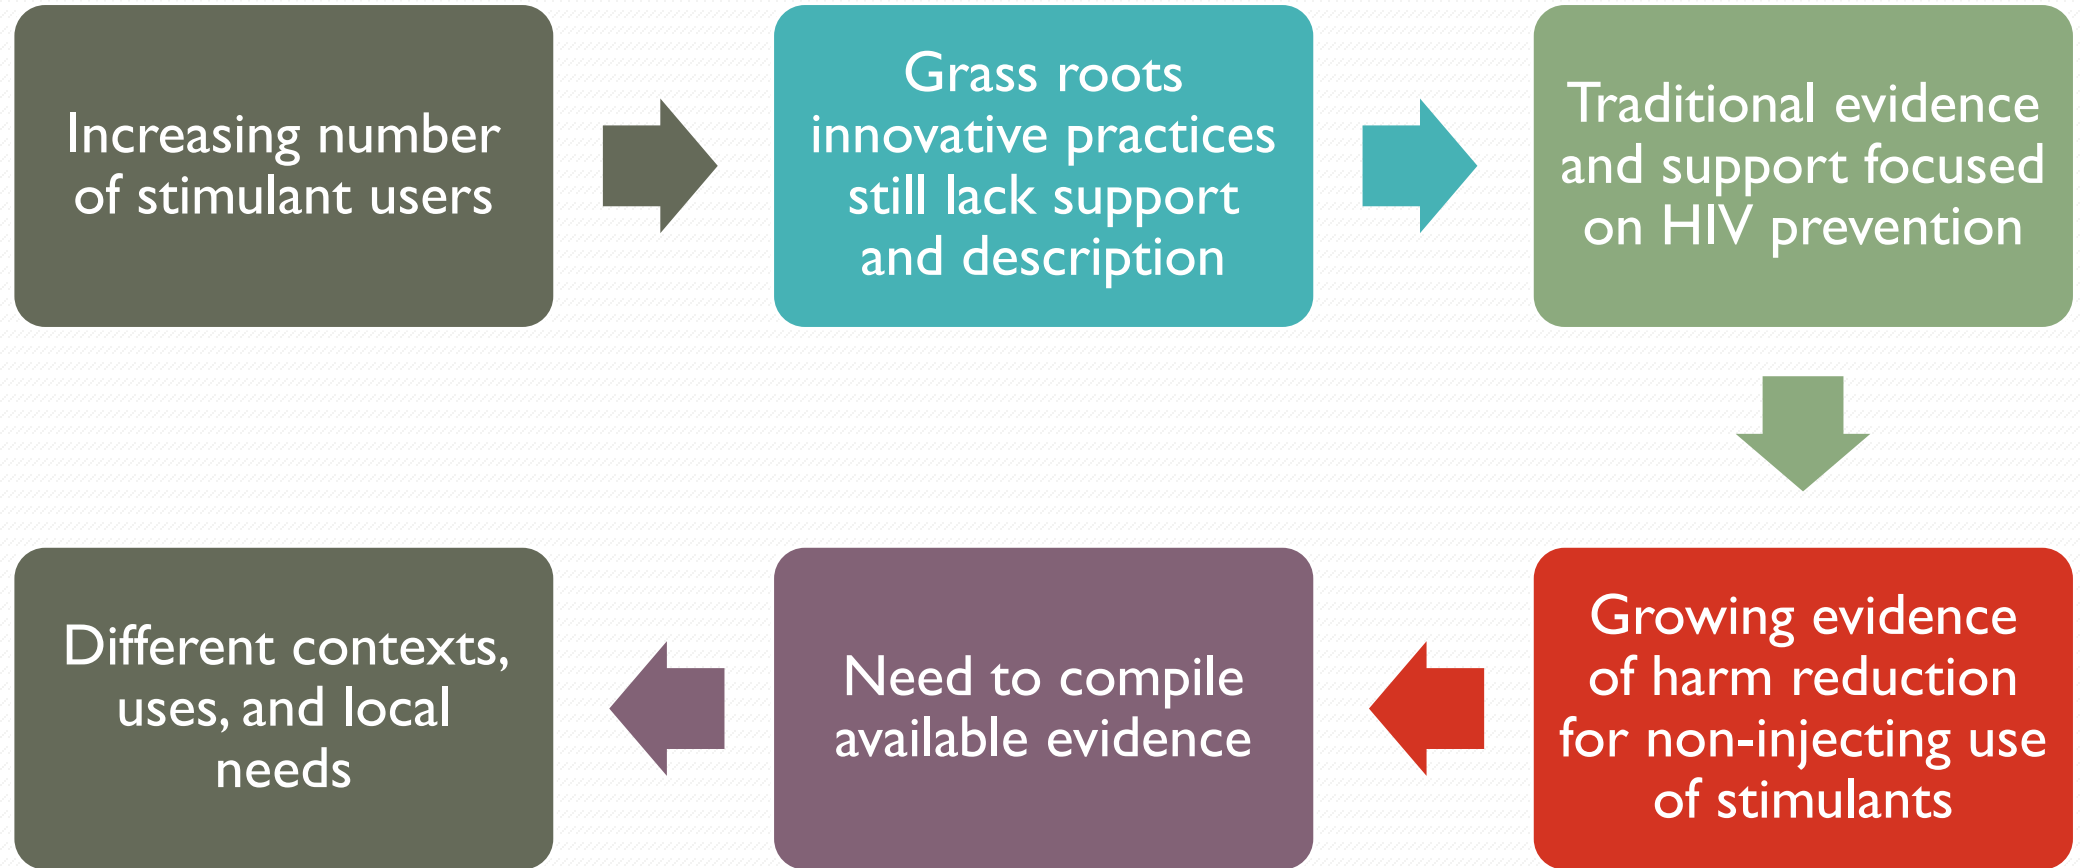 Increasing number
of stimulant users
Grass roots
innovative practices
still lack support
and description
Traditional evidence
and support focused
on HIV prevention
Growing evidence
of harm reduction
for non-injecting use
of stimulants
Need to compile
available evidence
Different contexts,
uses, and local
needs